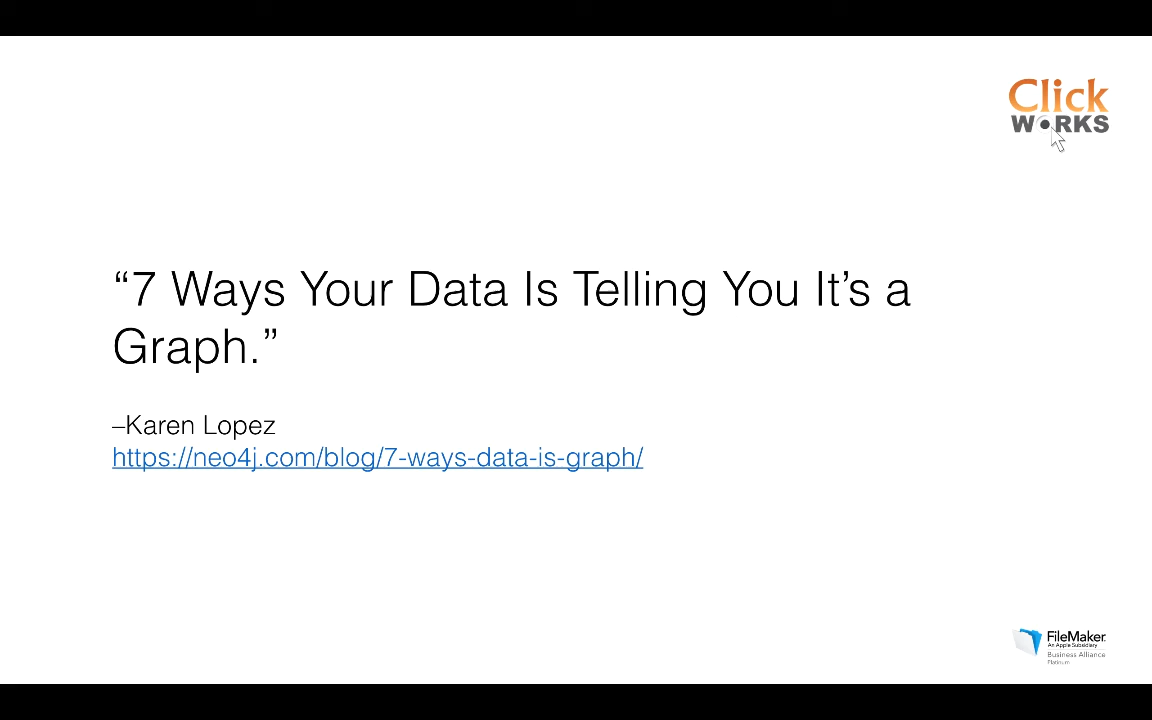 Click
WORKS
“7 Ways Your Data Is Telling You It’s a
Graph.”
–Karen Lopez
https://neo4j.com/blog/7-ways-data-is-graph/
FileMaker
An Apple Subsidiary
Business Alliance
Platinum